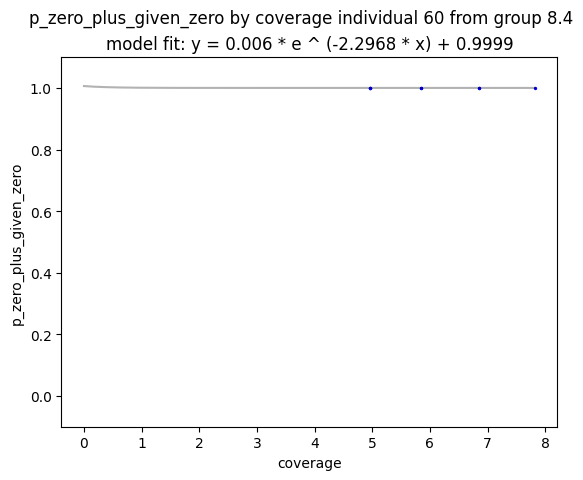 p_zero_plus_given_zero by coverage individual 60 from group 8.4
model fit: y = 0.006 * e ^ (-2.2968 * x) + 0.9999
1.0
0.8
0.6
0.4
0.2
0.0
p_zero_plus_given_zero
0 1 2 3 4 5 6 7 8
coverage